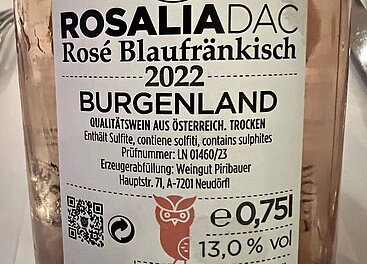 ROSALIADAC
Rosé Blaufränkisch
2022
BURGENLAND
QUALITÄTSWEIN AUS ÖSTERREICH. TROCKEN
Enthält Sulfite, contiene solfiti, contains sulphites
Prüfnummer: LN 01460/23
Erzeugerabfüllung: Weingut Piribauer
Hauptstr. 71, A-7201 Neudörfl
e 0,75l
13,0 % vol